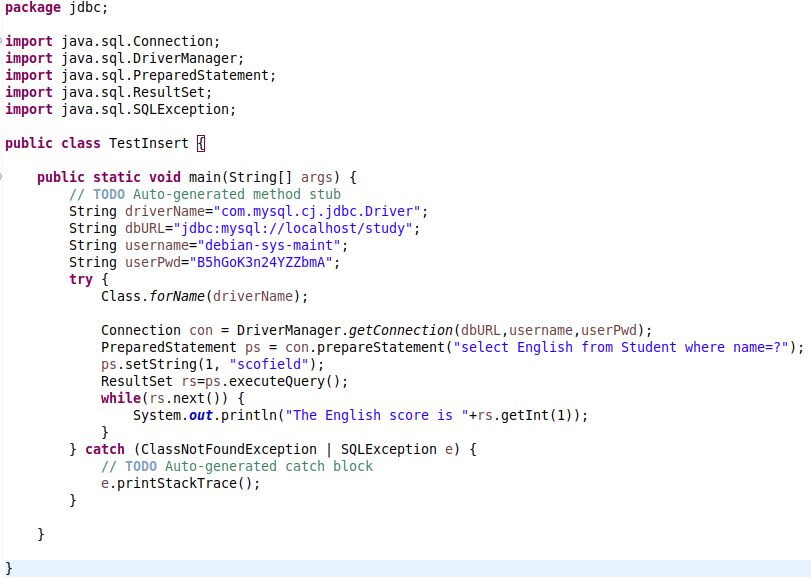 package jdbc;
import java.sql.Connection;
import java.sql.DriverManager;
import java.sql.PreparedStatement;
import java.sql.ResultSet;
import java.sql.SQLException;
public class TestInsert {
public static void main(String[] args) {
// TODO Auto-generated method stub
String driverName="com.mysql.cj.jdbc.Driver";
String dbURL="jdbc:mysql://localhost/study";
String username="debian-sys-maint";
String userPwd="B5hGoK3n24YZZbmA";
try {
Class.forName(driverName);
Connection con = DriverManager.getConnection(dbURL,username,userPwd);
PreparedStatement ps = con.prepareStatement("select English from Student where name=?");
ps.setString(1, "scofield");
ResultSet rs=ps.executeQuery();
while(rs.next()) {
System.out.println("The English score is "+rs.getInt(1));
}
} catch (ClassNotFoundException | SQLException e) {
// TODO Auto-generated catch block
e.printStackTrace();
}
}
}